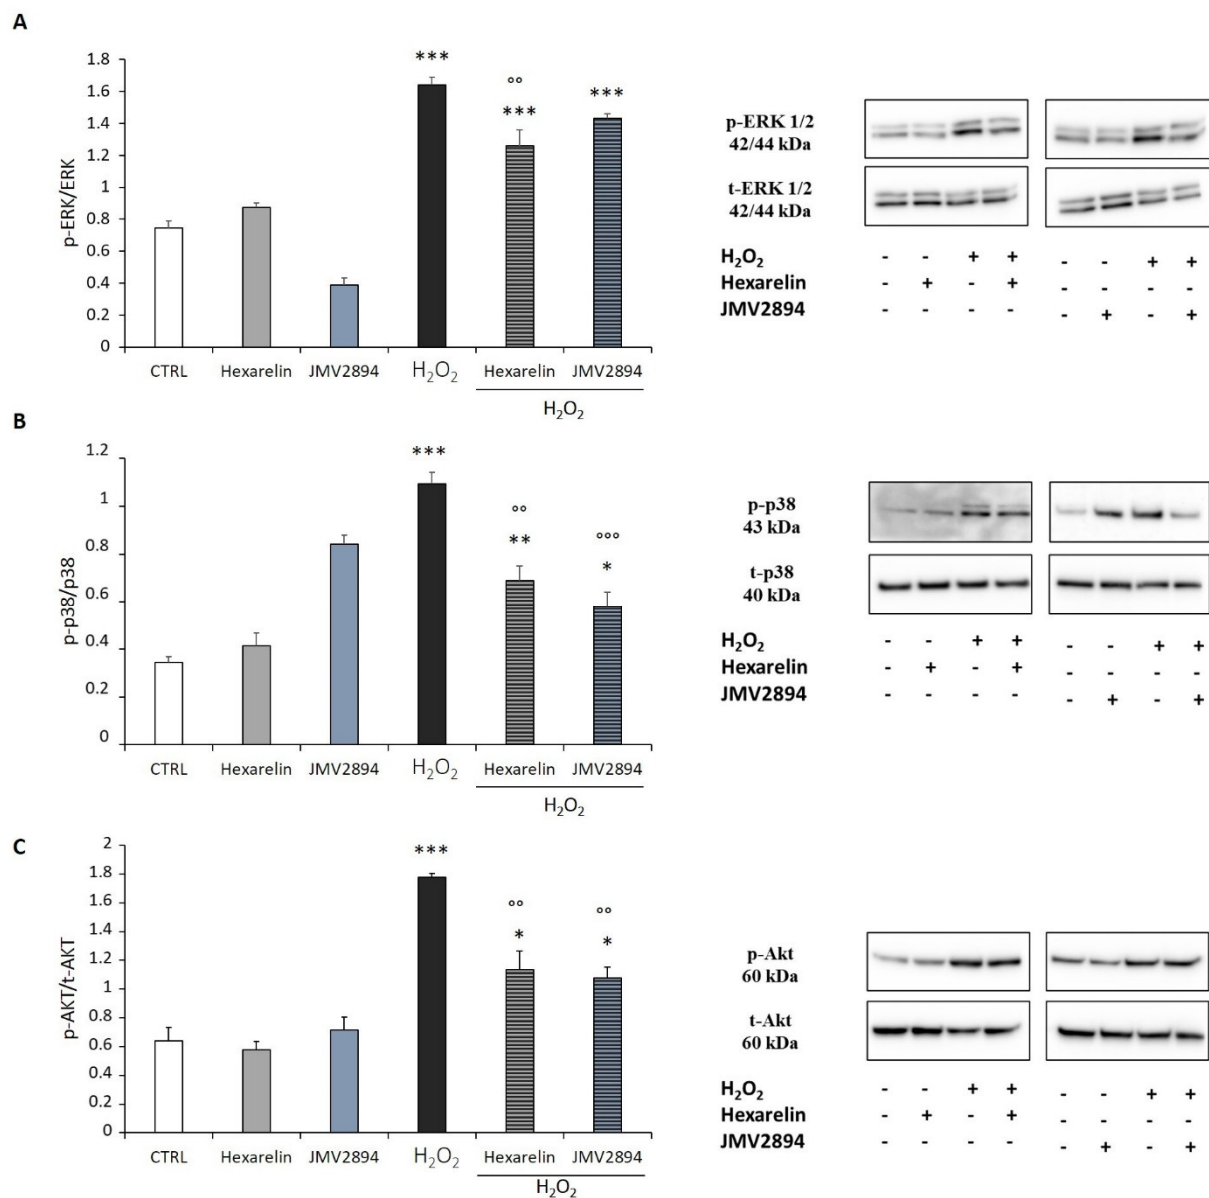 A
p-ERK/ERK
1.8
1.6
1.4
1.2
1
0.8
0.6
0.4
0.2
0
***
°°
***
***
CTRL
Hexarelin
JMV2894
H₂O₂
Hexarelin
JMV2894
H₂O₂
p-ERK 1/2
42/44 kDa
t-ERK 1/2
42/44 kDa
H₂O₂ - - + + - - + +
Hexarelin - + - + - - - -
JMV2894 - - - - - + - +
B
p-p38/p38
1.2
1
0.8
0.6
0.4
0.2
0
***
°°
**
°°°
*
CTRL
Hexarelin
JMV2894
H₂O₂
Hexarelin
JMV2894
H₂O₂
p-p38
43 kDa
t-p38
40 kDa
H₂O₂ - - + + - - + +
Hexarelin - + - + - - - -
JMV2894 - - - - - + - +
C
p-AKT/t-AKT
2
1.8
1.6
1.4
1.2
1
0.8
0.6
0.4
0.2
0
***
°°
*
°°
*
CTRL
Hexarelin
JMV2894
H₂O₂
Hexarelin
JMV2894
H₂O₂
p-Akt
60 kDa
t-Akt
60 kDa
H₂O₂ - - + + - - + +
Hexarelin - + - + - - - -
JMV2894 - - - - - + - +